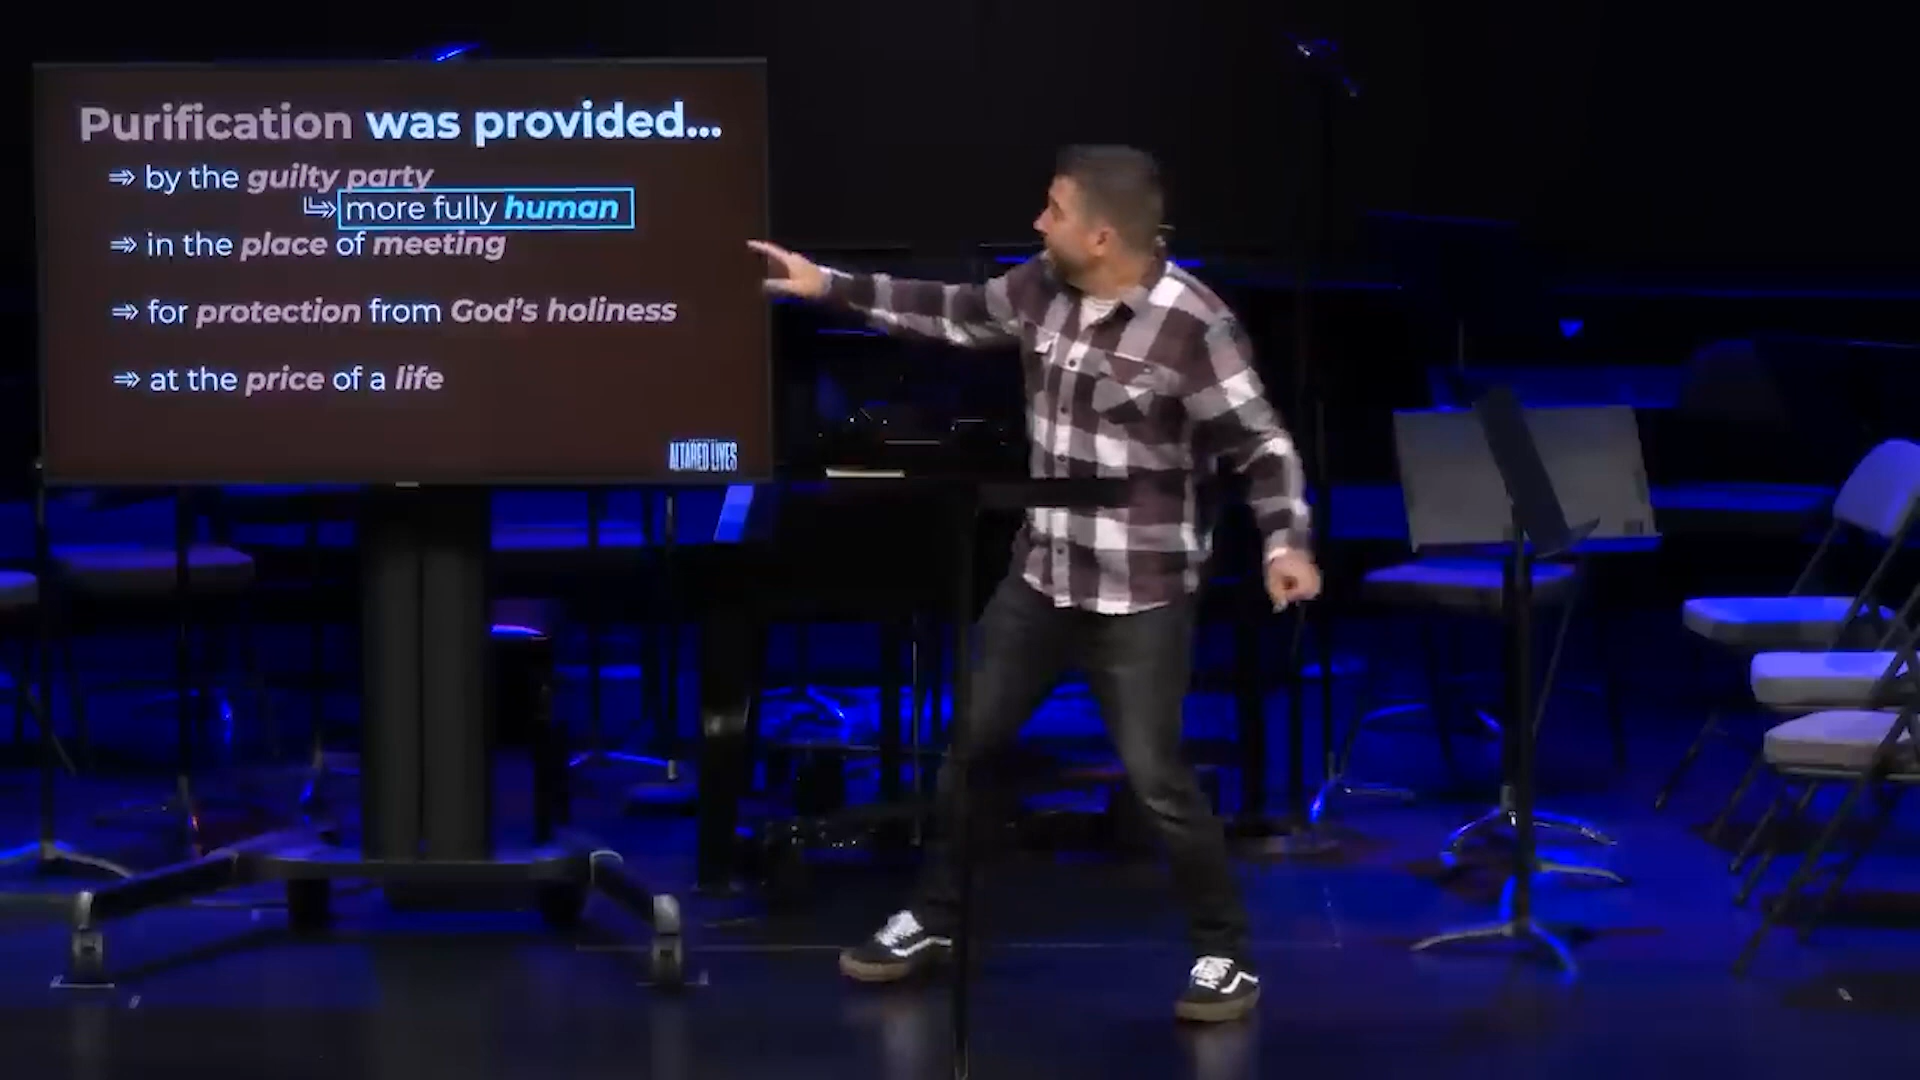 Purification was provided...
⇒ by the guilty party
↳ more fully human
⇒ in the place of meeting
⇒ for protection from God's holiness
⇒ at the price of a life
ALTARED LIVES